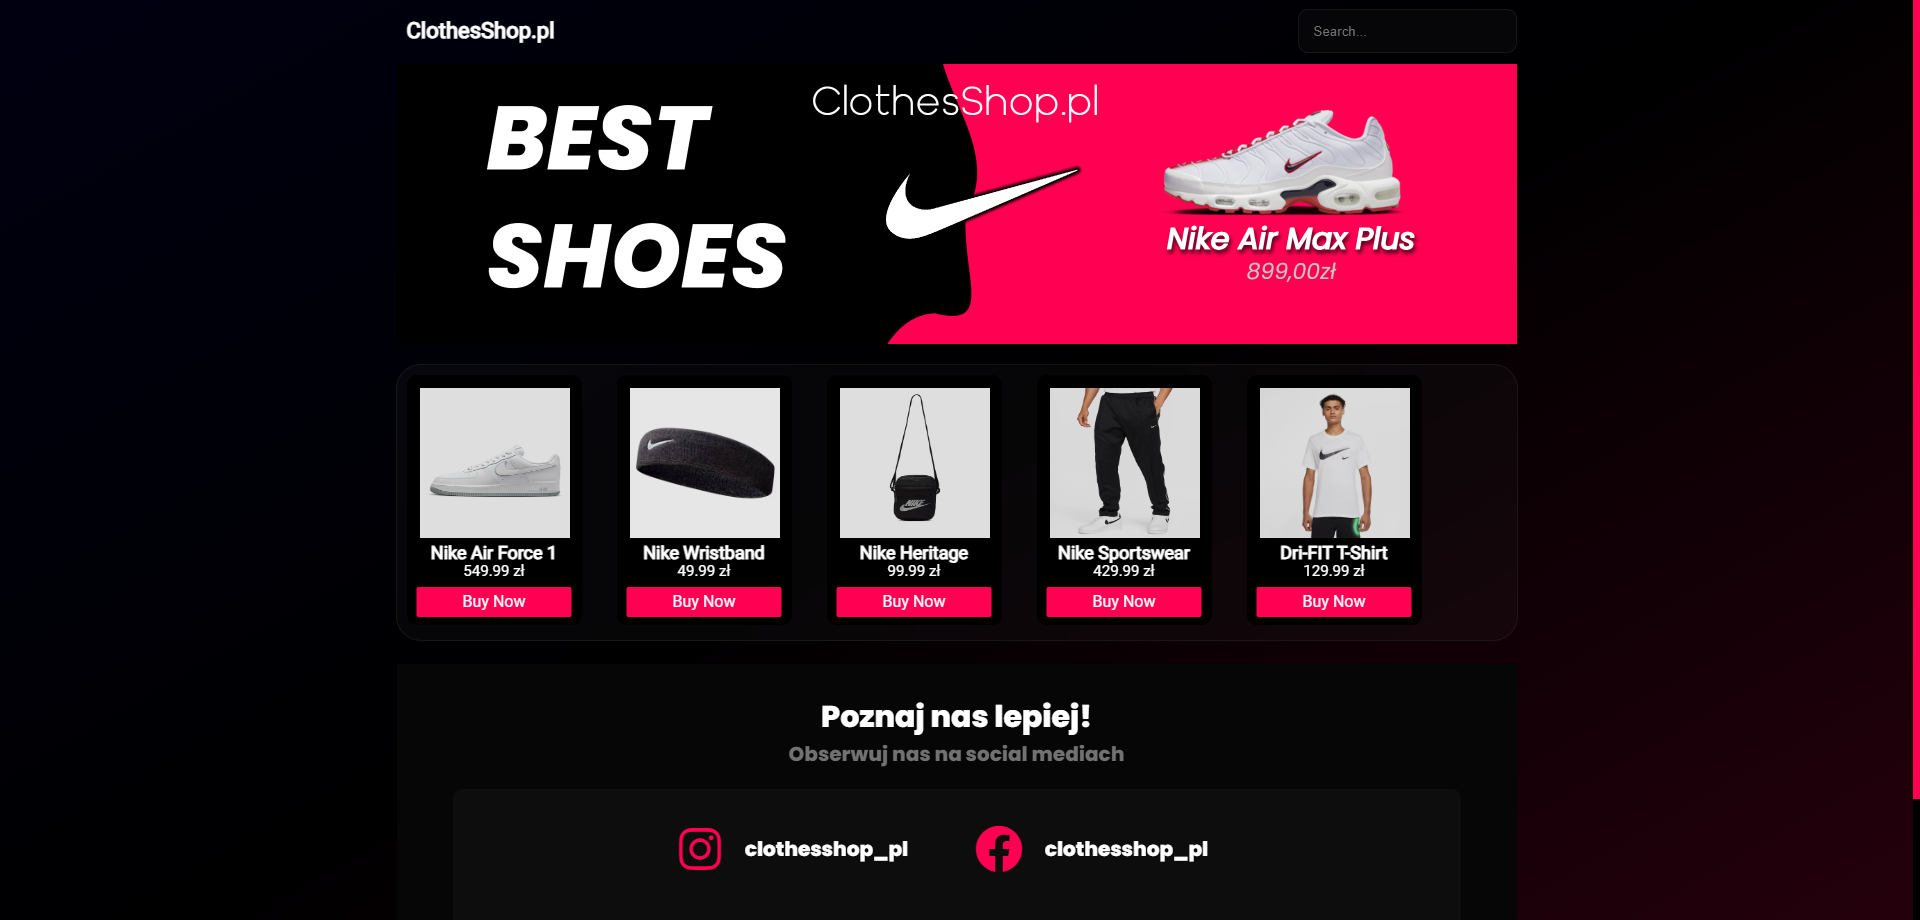 ClothesShop.pl
Search...
ClothesShop.pl
BEST
SHOES
Nike Air Max Plus
899,00zł
Nike Air Force 1
549.99 zł
Buy Now
Nike Wristband
49.99 zł
Buy Now
NIKE
Nike Heritage
99.99 zł
Buy Now
Nike Sportswear
429.99 zł
Buy Now
Dri-FIT T-Shirt
129.99 zł
Buy Now
Poznaj nas lepiej!
Obserwuj nas na social mediach
clothesshop_pl
clothesshop_pl